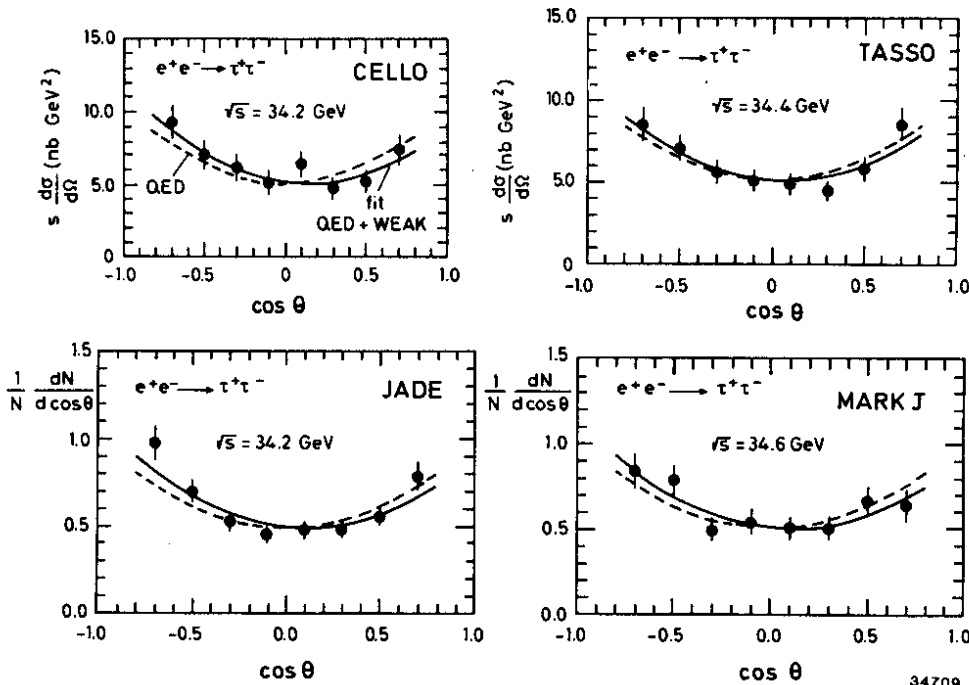 15.0
e⁺e⁻ → τ⁺τ⁻ CELLO
10.0
√s = 34.2 GeV
s dσ/dΩ (nb GeV²)
QED
5.0
fit
QED + WEAK
0
-1.0 -0.5 0 0.5 1.0
cos θ
15.0
e⁺e⁻ → τ⁺τ⁻ TASSO
√s = 34.4 GeV
10.0
s dσ/dΩ (nb GeV²)
5.0
0
-1.0 -0.5 0.0 0.5 1.0
cos θ
1.5
1/N dN/dcosθ
e⁺e⁻ → τ⁺τ⁻ JADE
√s = 34.2 GeV
1.0
0.5
0.0
-1.0 -0.5 0.0 0.5 1.0
cos θ
1.5
1/N dN/dcosθ
e⁺e⁻ → τ⁺τ⁻ MARK J
√s = 34.6 GeV
1.0
0.5
0.0
-1.0 -0.5 0.0 0.5 1.0
cos θ
34709